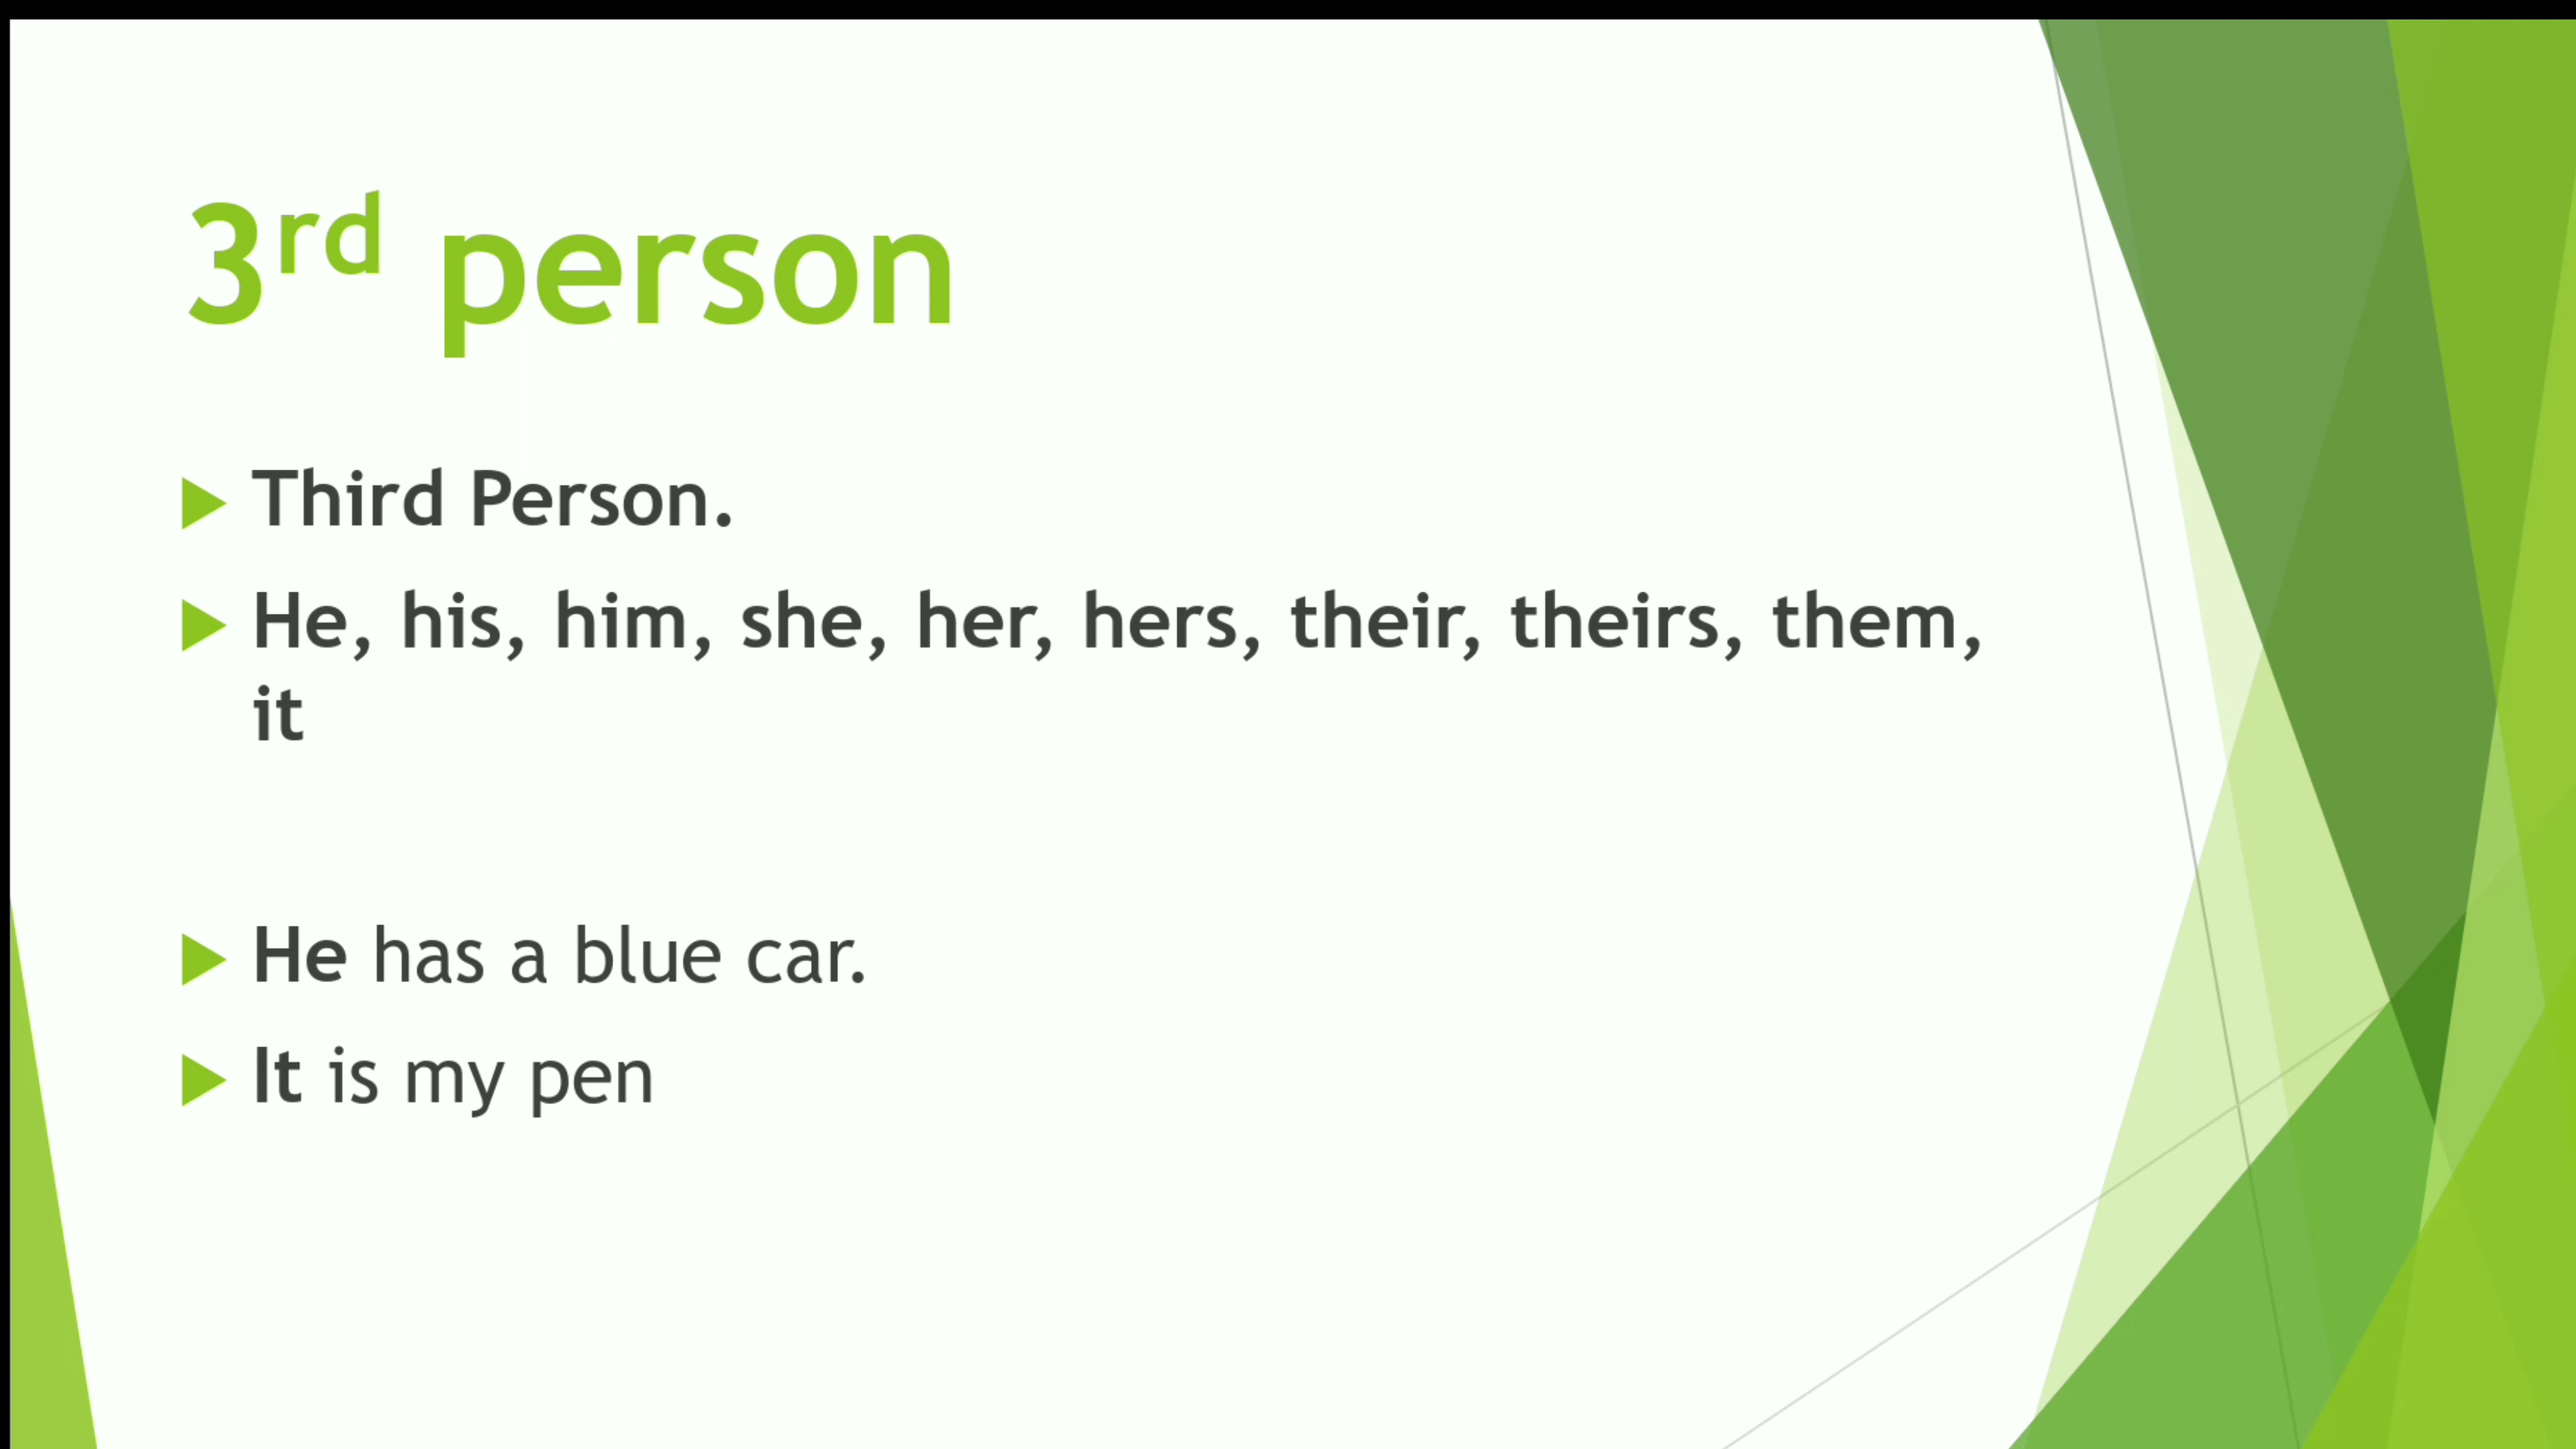 3rd person
Third Person.
He, his, him, she, her, hers, their, theirs, them,
it
He has a blue car.
It is my pen